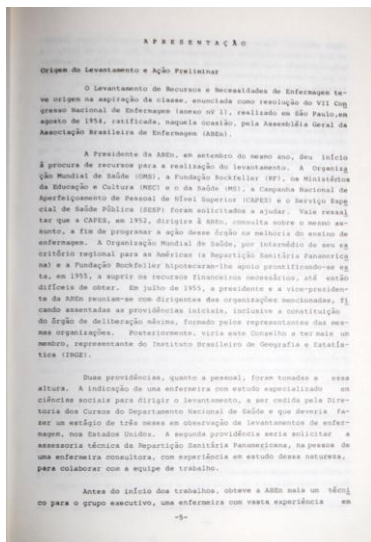 A P R E S E N T A Ç Ã O
Origem do Levantamento e Ação Preliminar
O Levantamento de Recursos e Necessidades de Enfermagem te-
ve origem na aspiração da classe, enunciada como resolução do VII Con
gresso Nacional de Enfermagem (anexo nº 1), realizado em São Paulo,em
agosto de 1954, ratificada, naquela ocasião, pela Assembléia Geral da
Associação Brasileira de Enfermagem (ABEn).
A Presidente da ABEn, em setembro do mesmo ano, deu início
à procura de recursos para a realização do levantamento. A Organiza
ção Mundial de Saúde (OMS), a Fundação Rockfeller (RF), os Ministérios
da Educação e Cultura (MEC) e o da Saúde (MS), a Campanha Nacional de
Aperfeiçoamento de Pessoal de Nível Superior (CAPES) e o Serviço Espe
cial de Saúde Pública (SESP) foram solicitados a ajudar. Vale ressal
tar que a CAPES, em 1952, dirigira à ABEn, consulta sobre o mesmo as-
sunto, a fim de programar a ação desse órgão na melhoria do ensino de
enfermagem. A Organização Mundial de Saúde, por intermédio de seu es
critório regional para as Américas (a Repartição Sanitária Panamerica
na) e a Fundação Rockfeller hipotecaram-lhe apoio prontificando-se es
ta, em 1955, a suprir os recursos financeiros necessários, até então
difíceis de obter. Em julho de 1955, a presidente e a vice-presiden-
te da ABEn reuniam-se com dirigentes das organizações mencionadas, fi
cando assentadas as providências iniciais, inclusive a constituição
do órgão de deliberação máxima, formado pelos representantes das mes-
mas organizações. Posteriormente, viria este Conselho a ter mais um
membro, representante do Instituto Brasileiro de Geografia e Estatís-
tica (IBGE).
Duas providências, quanto a pessoal, foram tomadas a essa
altura. A indicação de uma enfermeira com estudo especializado em
ciências sociais para dirigir o levantamento, a ser cedida pela Dire-
toria dos Cursos do Departamento Nacional de Saúde e que deveria fa-
zer um estágio de três meses em observação de levantamentos de enfer-
magem, nos Estados Unidos. A segunda providência seria solicitar a
assessoria técnica da Repartição Sanitária Panamericana, na pessoa de
uma enfermeira consultora, com experiência em estudo dessa natureza,
para colaborar com a equipe de trabalho.
Antes do início dos trabalhos, obteve a ABEn mais um técni
co para o grupo executivo, uma enfermeira com vasta experiência em
-5-